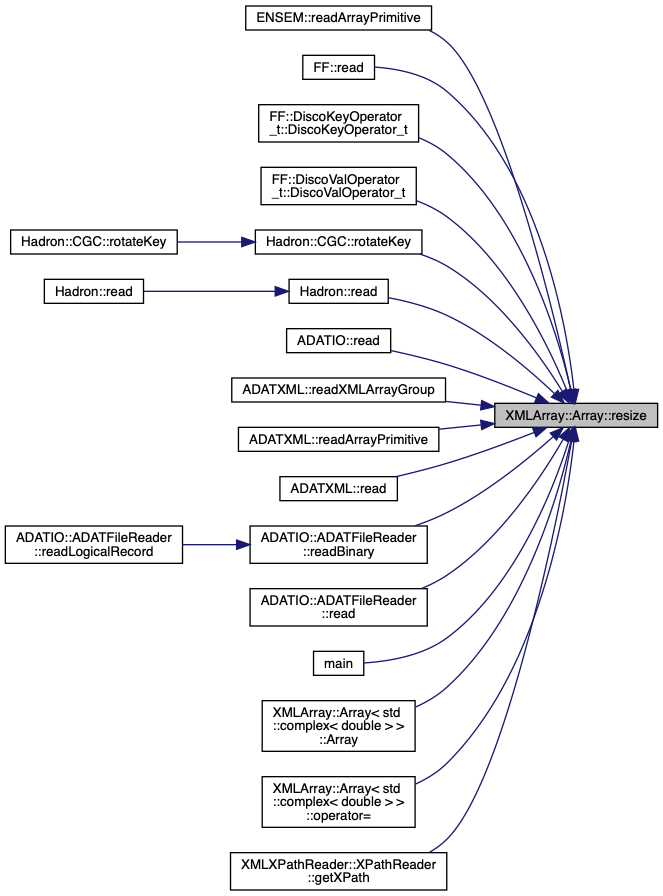 ENSEM::readArrayPrimitive
FF::read
FF::DiscoKeyOperator
_t::DiscoKeyOperator_t
FF::DiscoValOperator
_t::DiscoValOperator_t
Hadron::CGC::rotateKey
Hadron::CGC::rotateKey
Hadron::read
Hadron::read
ADATIO::read
ADATXML::readXMLArrayGroup
XMLArray::Array::resize
ADATXML::readArrayPrimitive
ADATXML::read
ADATIO::ADATFileReader
::readLogicalRecord
ADATIO::ADATFileReader
::readBinary
ADATIO::ADATFileReader
::read
main
XMLArray::Array< std
::complex< double > >
::Array
XMLArray::Array< std
::complex< double > >
::operator=
XMLXPathReader::XPathReader
::getXPath